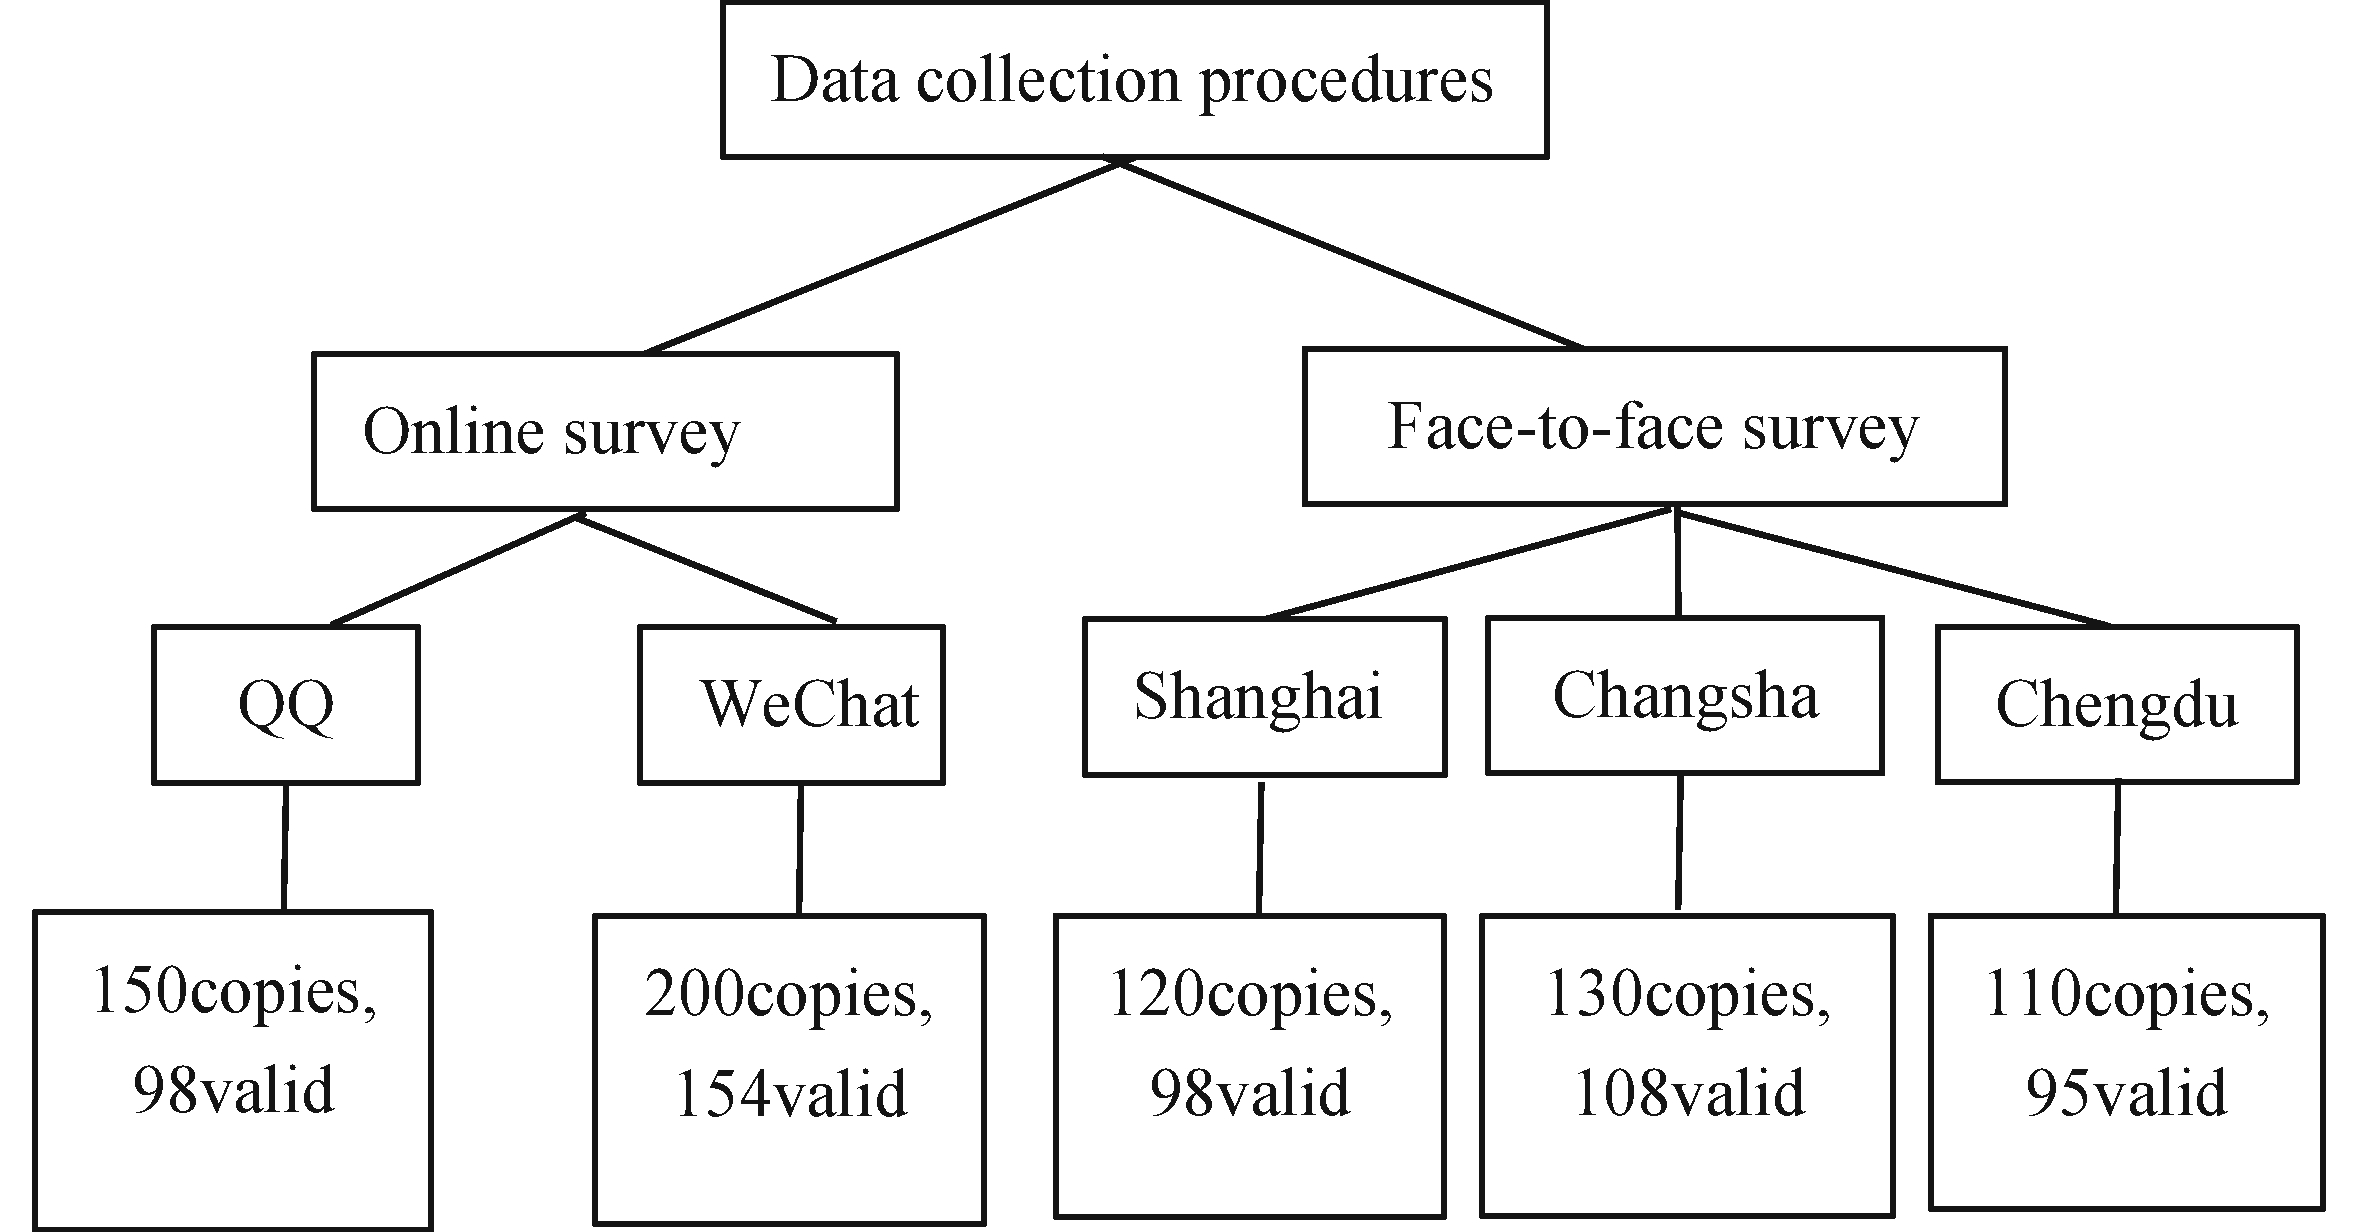 Data collection procedures
Online survey
Face-to-face survey
QQ
WeChat
Shanghai
Changsha
Chengdu
150copies,
98valid
200copies,
154valid
120copies,
98valid
130copies,
108valid
110copies,
95valid